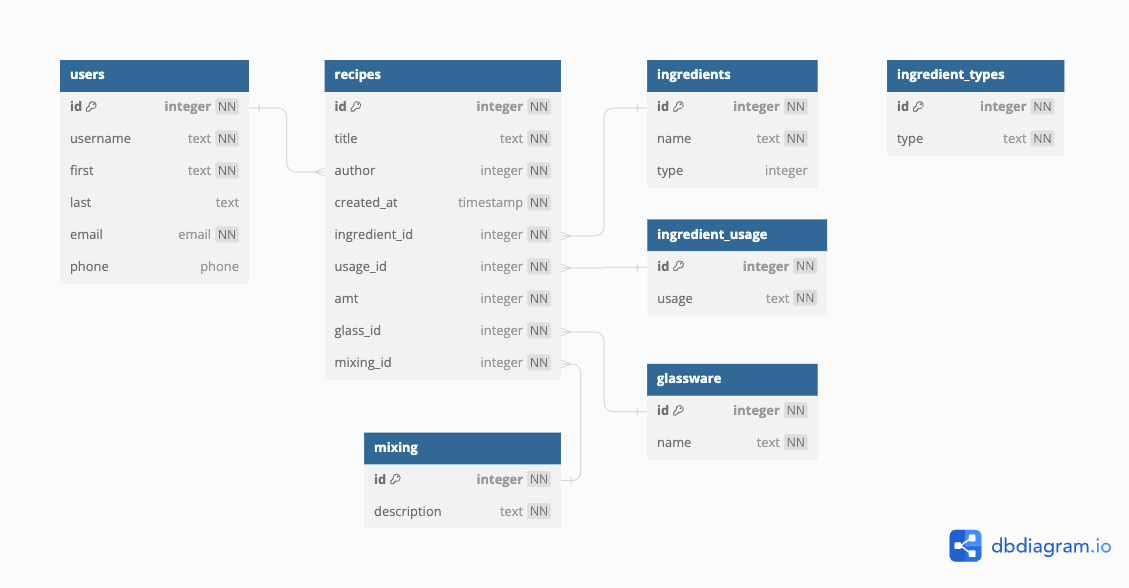 users
id integer NN
username text NN
first text NN
last text
email email NN
phone phone
recipes
id integer NN
title text NN
author integer NN
created_at timestamp NN
ingredient_id integer NN
usage_id integer NN
amt integer NN
glass_id integer NN
mixing_id integer NN
ingredients
id integer NN
name text NN
type integer
ingredient_types
id integer NN
type text NN
ingredient_usage
id integer NN
usage text NN
glassware
id integer NN
name text NN
mixing
id integer NN
description text NN
dbdiagram.io